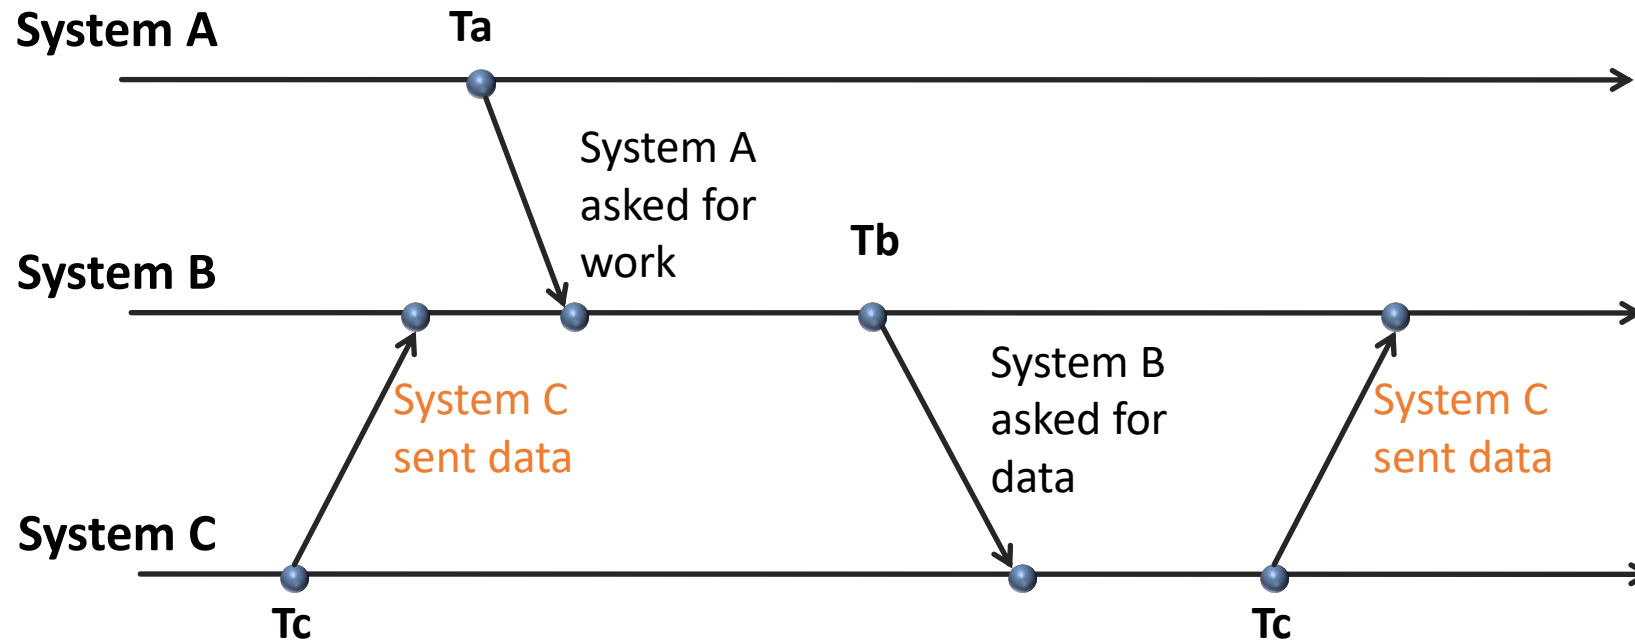 System A
Ta
System A
asked for
work
System B
Tb
System C
sent data
System B
asked for
data
System C
sent data
System C
Tc
Tc